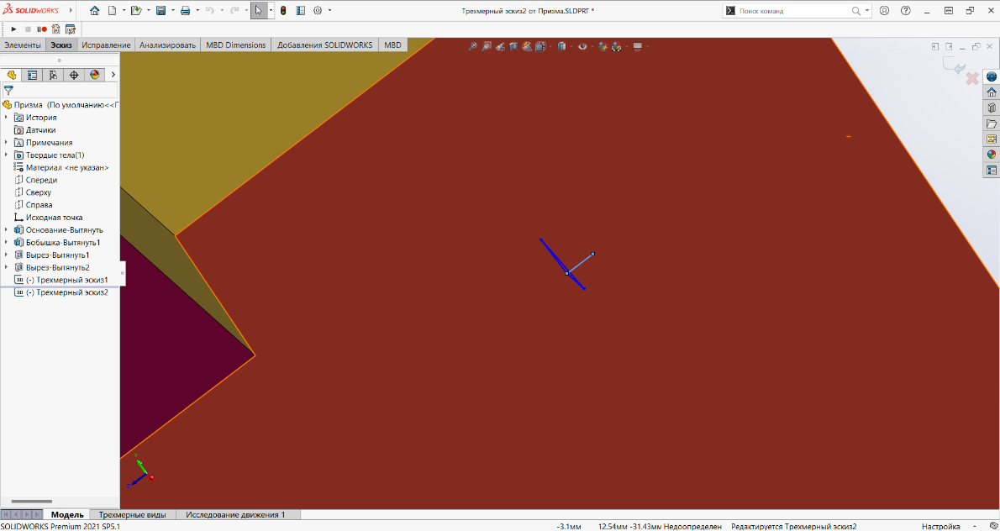 SOLIDWORKS
Трехмерный эскиз2 от Призма.SLDPRT *
Поиск команд
Элементы Эскиз Исправление Анализировать MBD Dimensions Добавления SOLIDWORKS MBD
Призма (По умолчанию<<
История
Датчики
Примечания
Твердые тела(1)
Материал <не указан>
Спереди
Сверху
Справа
Исходная точка
Основание-Вытянуть
Бобышка-Вытянуть1
Вырез-Вытянуть1
Вырез-Вытянуть2
3D (-) Трехмерный эскиз1
3D (-) Трехмерный эскиз2
Y
Z
Модель Трехмерные виды Исследование движения 1
SOLIDWORKS Premium 2021 SP5.1 -3.1мм 12.54мм -31.43мм Недоопределен Редактируется Трехмерный эскиз2 Настройка -